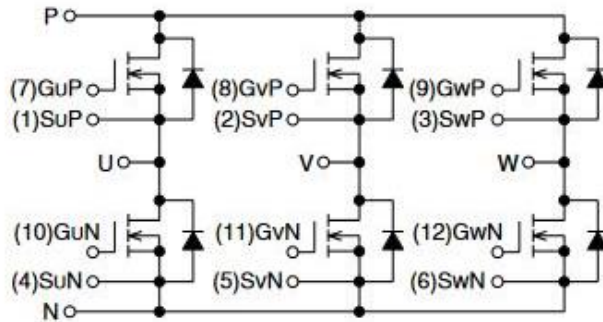 P
(7)GuP (8)GvP (9)GwP
(1)SuP (2)SvP (3)SwP
U V W
(10)GuN (11)GvN (12)GwN
(4)SuN (5)SvN (6)SwN
N